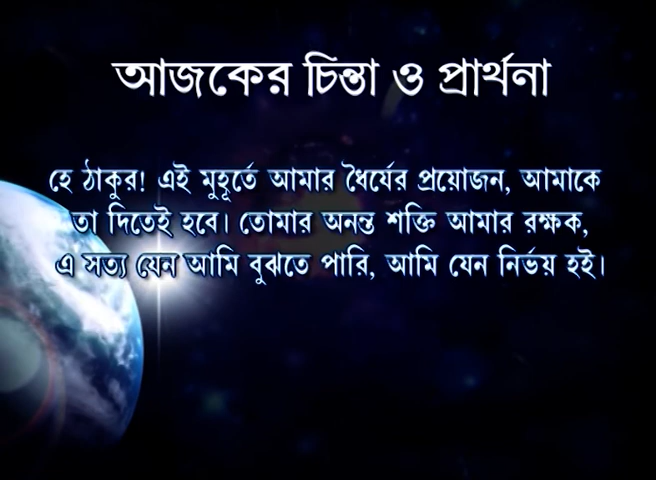 আজকের চিন্তা ও প্রার্থনা
হে ঠাকুর! এই মুহূর্তে আমার ধৈর্যের প্রয়োজন, আমাকে
তা দিতেই হবে। তোমার অনন্ত শক্তি আমার রক্ষক,
এ সত্য যেন আমি বুঝতে পারি, আমি যেন নির্ভয় হই।